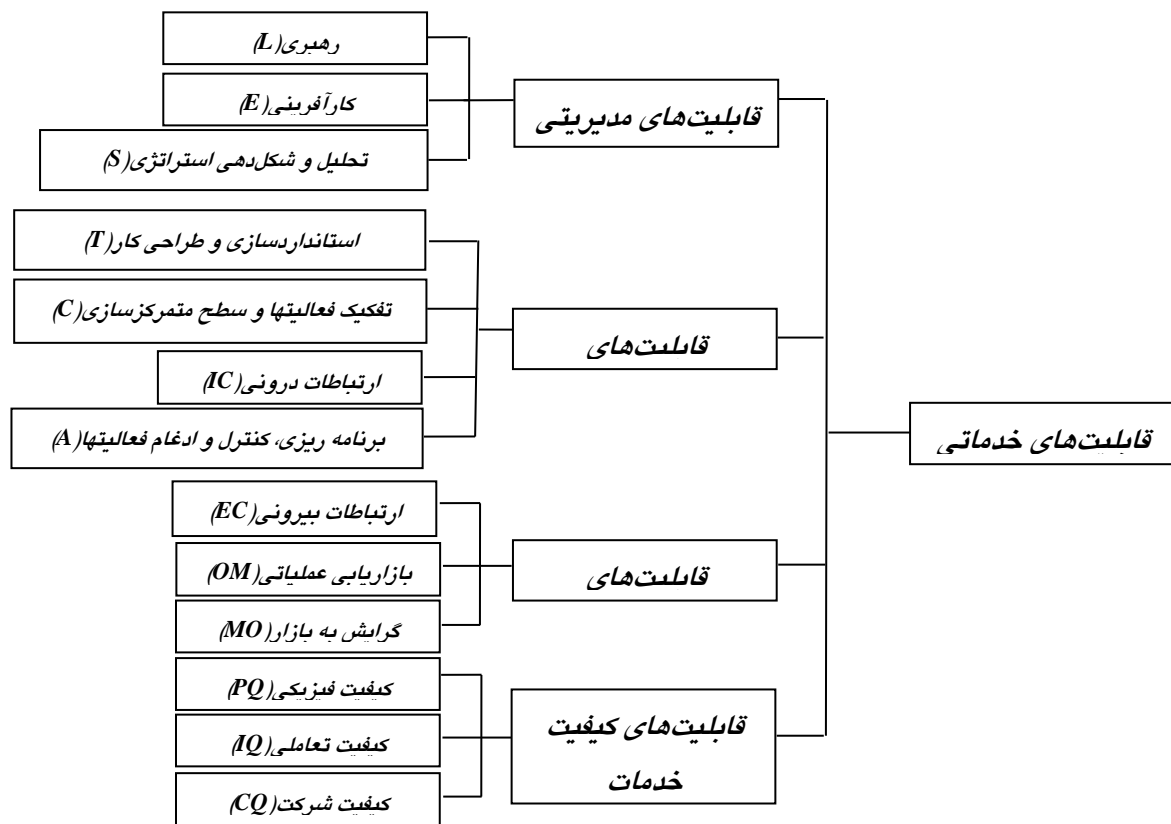 قابلیت‌های خدماتی
قابلیت‌های مدیریتی
رهبری(L)
کارآفرینی(E)
تحلیل و شکل‌دهی استراتژی(S)
قابلیت‌های
استانداردسازی و طراحی کار(T)
تفکیک فعالیتها و سطح متمرکزسازی(C)
ارتباطات درونی(IC)
برنامه ریزی، کنترل و ادغام فعالیتها(A)
قابلیت‌های
ارتباطات بیرونی(EC)
بازاریابی عملیاتی(OM)
گرایش به بازار(MO)
قابلیت‌های کیفیت
خدمات
کیفیت فیزیکی(PQ)
کیفیت تعاملی(IQ)
کیفیت شرکت(CQ)